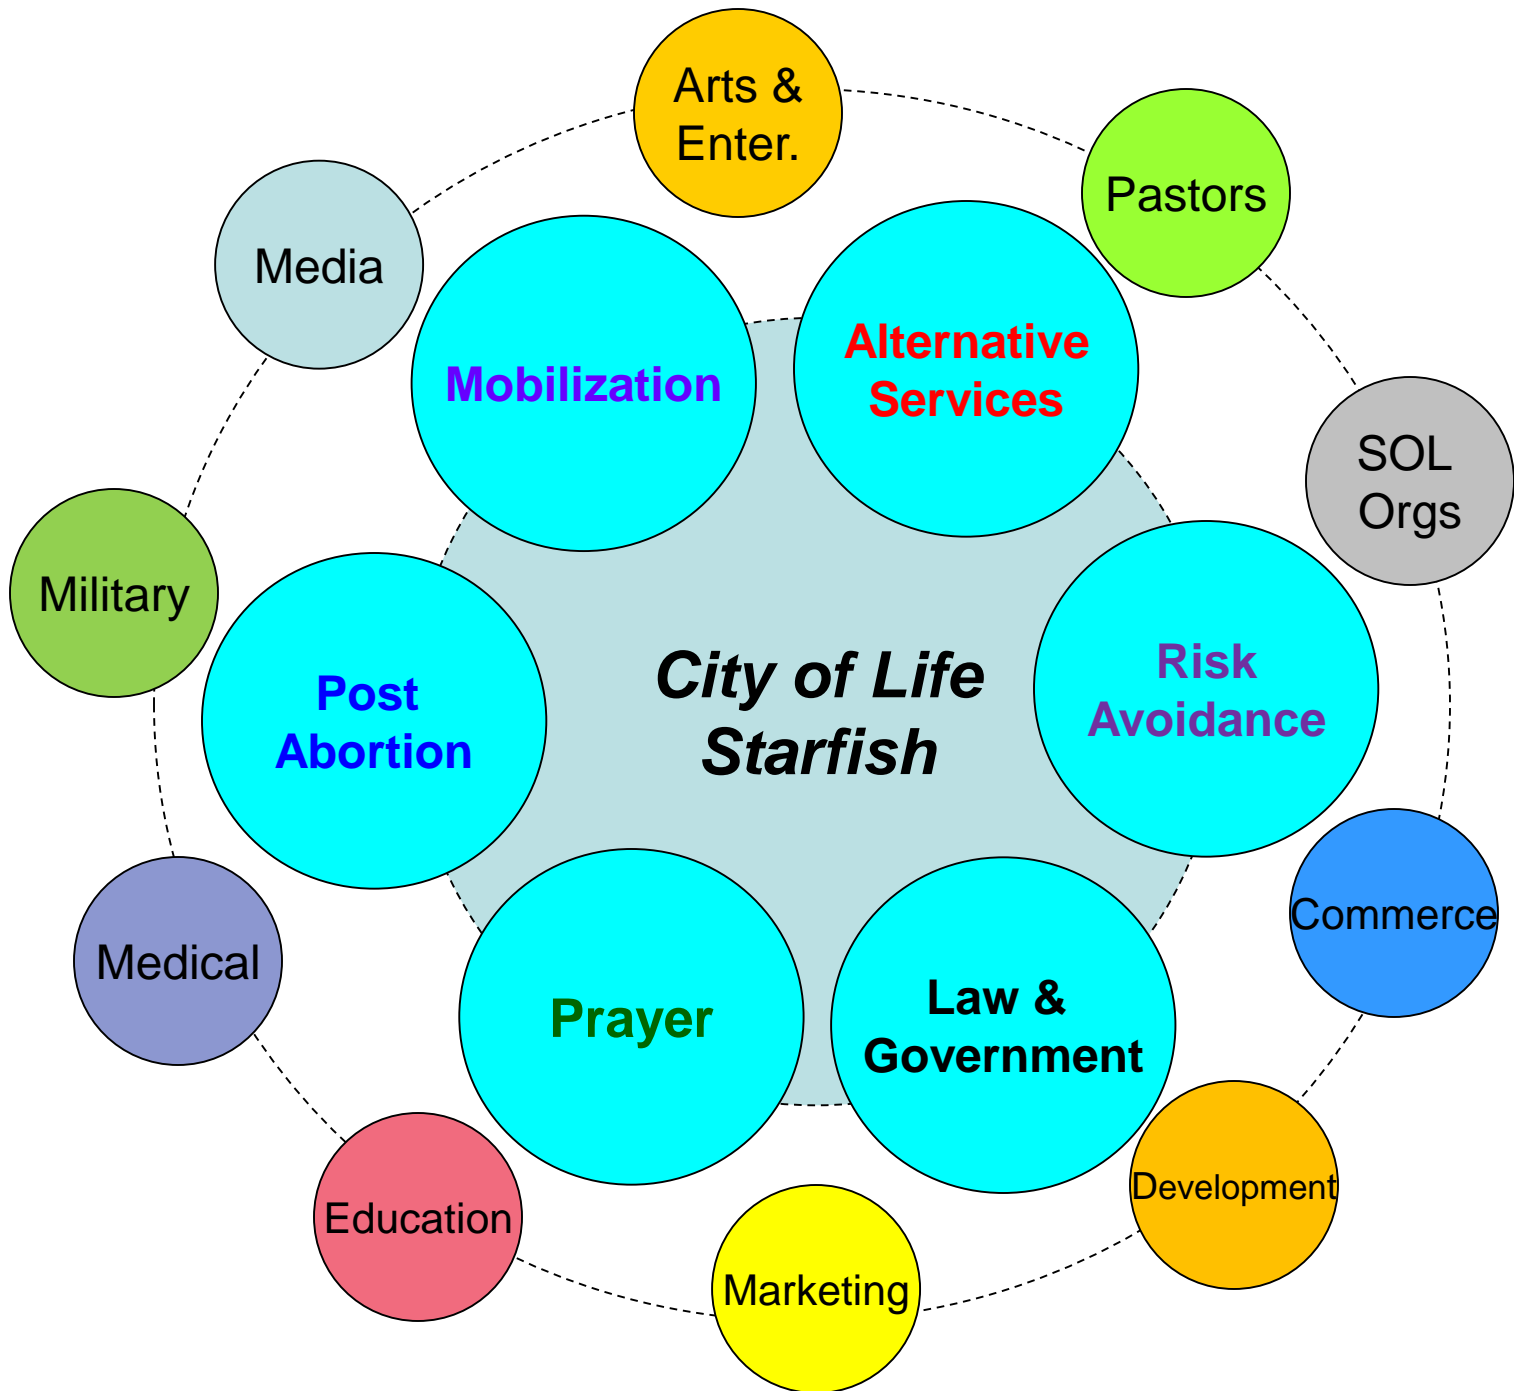 Arts &
Enter.
Pastors
Media
Alternative
Services
Mobilization
SOL
Orgs
Military
City of Life
Starfish
Risk
Avoidance
Post
Abortion
Commerce
Medical
Prayer
Law &
Government
Development
Education
Marketing